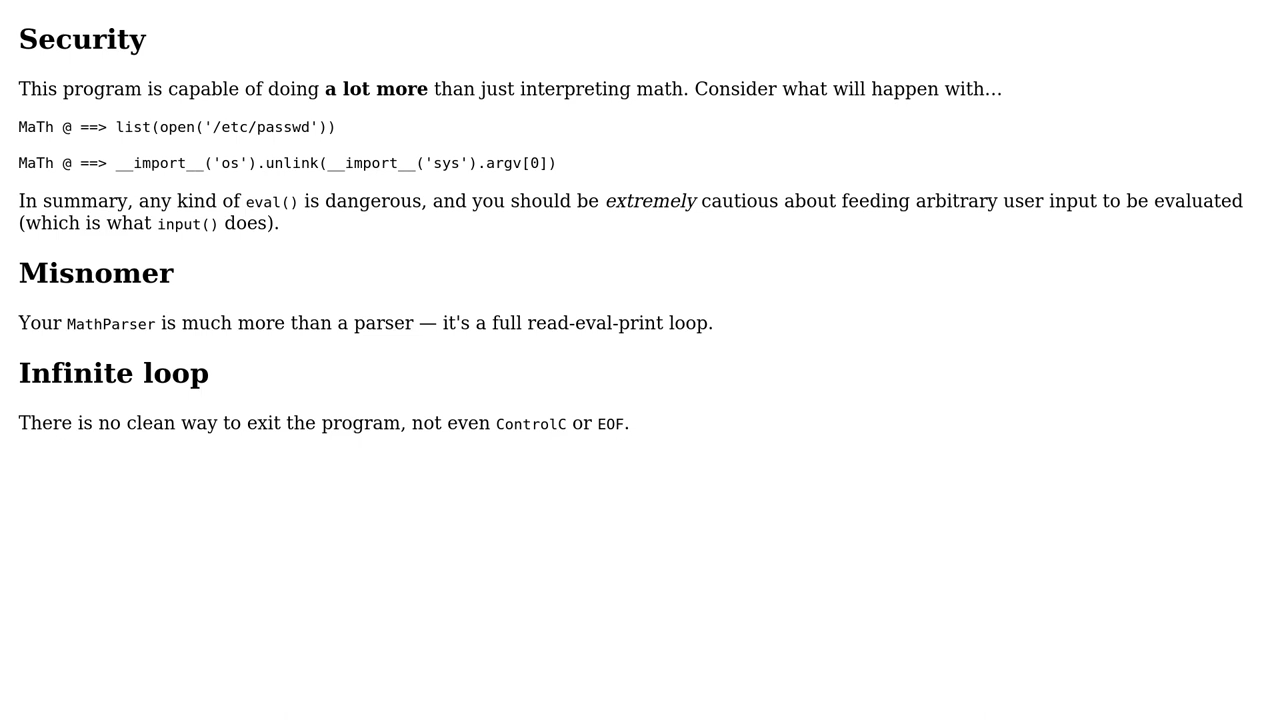 Security
This program is capable of doing a lot more than just interpreting math. Consider what will happen with…
MaTh @ ==> list(open('/etc/passwd'))
MaTh @ ==> __import__('os').unlink(__import__('sys').argv[0])
In summary, any kind of eval() is dangerous, and you should be extremely cautious about feeding arbitrary user input to be evaluated
(which is what input() does).
Misnomer
Your MathParser is much more than a parser — it's a full read-eval-print loop.
Infinite loop
There is no clean way to exit the program, not even ControlC or EOF.